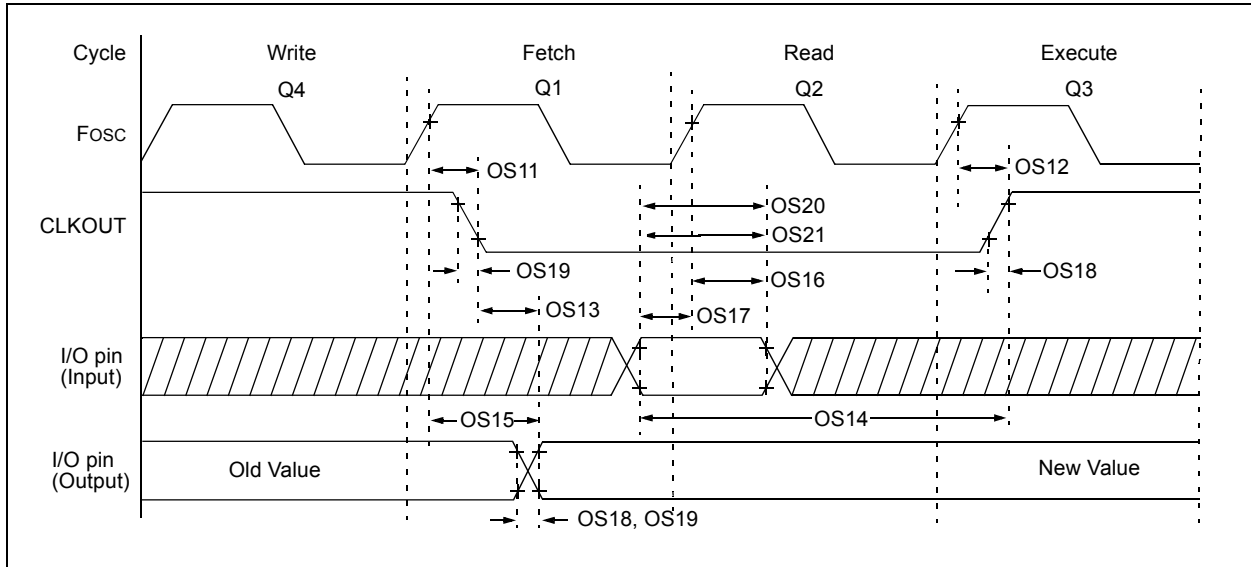 Cycle Write Fetch Read Execute
Q4 Q1 Q2 Q3
FOSC
OS11 OS12
CLKOUT
OS20
OS21
OS19 OS16 OS18
OS13 OS17
I/O pin
(Input)
OS15 OS14
I/O pin
(Output)
Old Value New Value
OS18, OS19